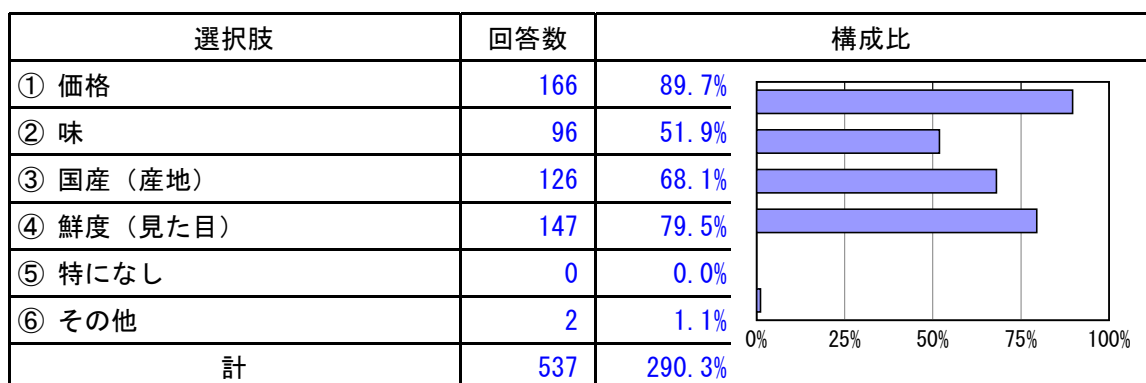 選択肢 回答数 構成比
① 価格 166 89.7%
② 味 96 51.9%
③ 国産（産地） 126 68.1%
④ 鮮度（見た目） 147 79.5%
⑤ 特になし 0 0.0%
⑥ その他 2 1.1%
計 537 290.3%
0% 25% 50% 75% 100%